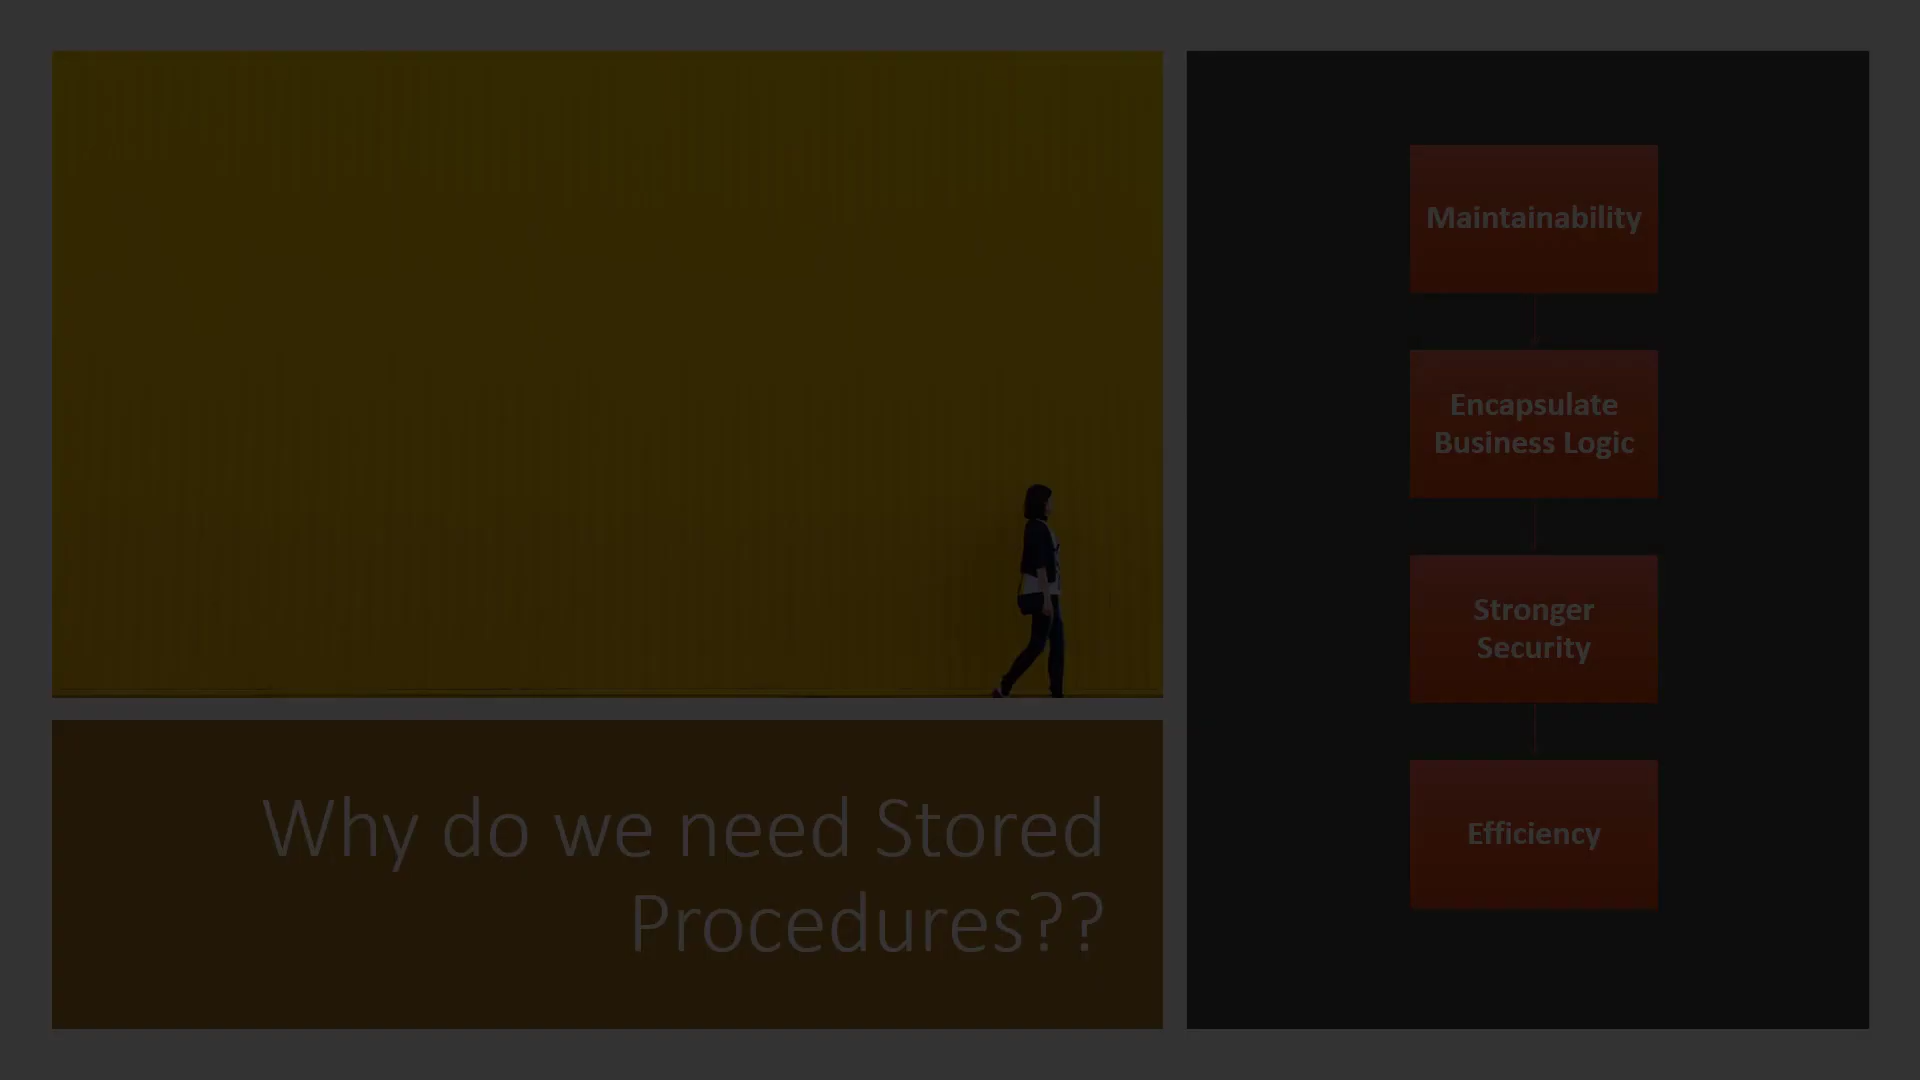 Why do we need Stored
Procedures??
Maintainability
Encapsulate
Business Logic
Stronger
Security
Efficiency